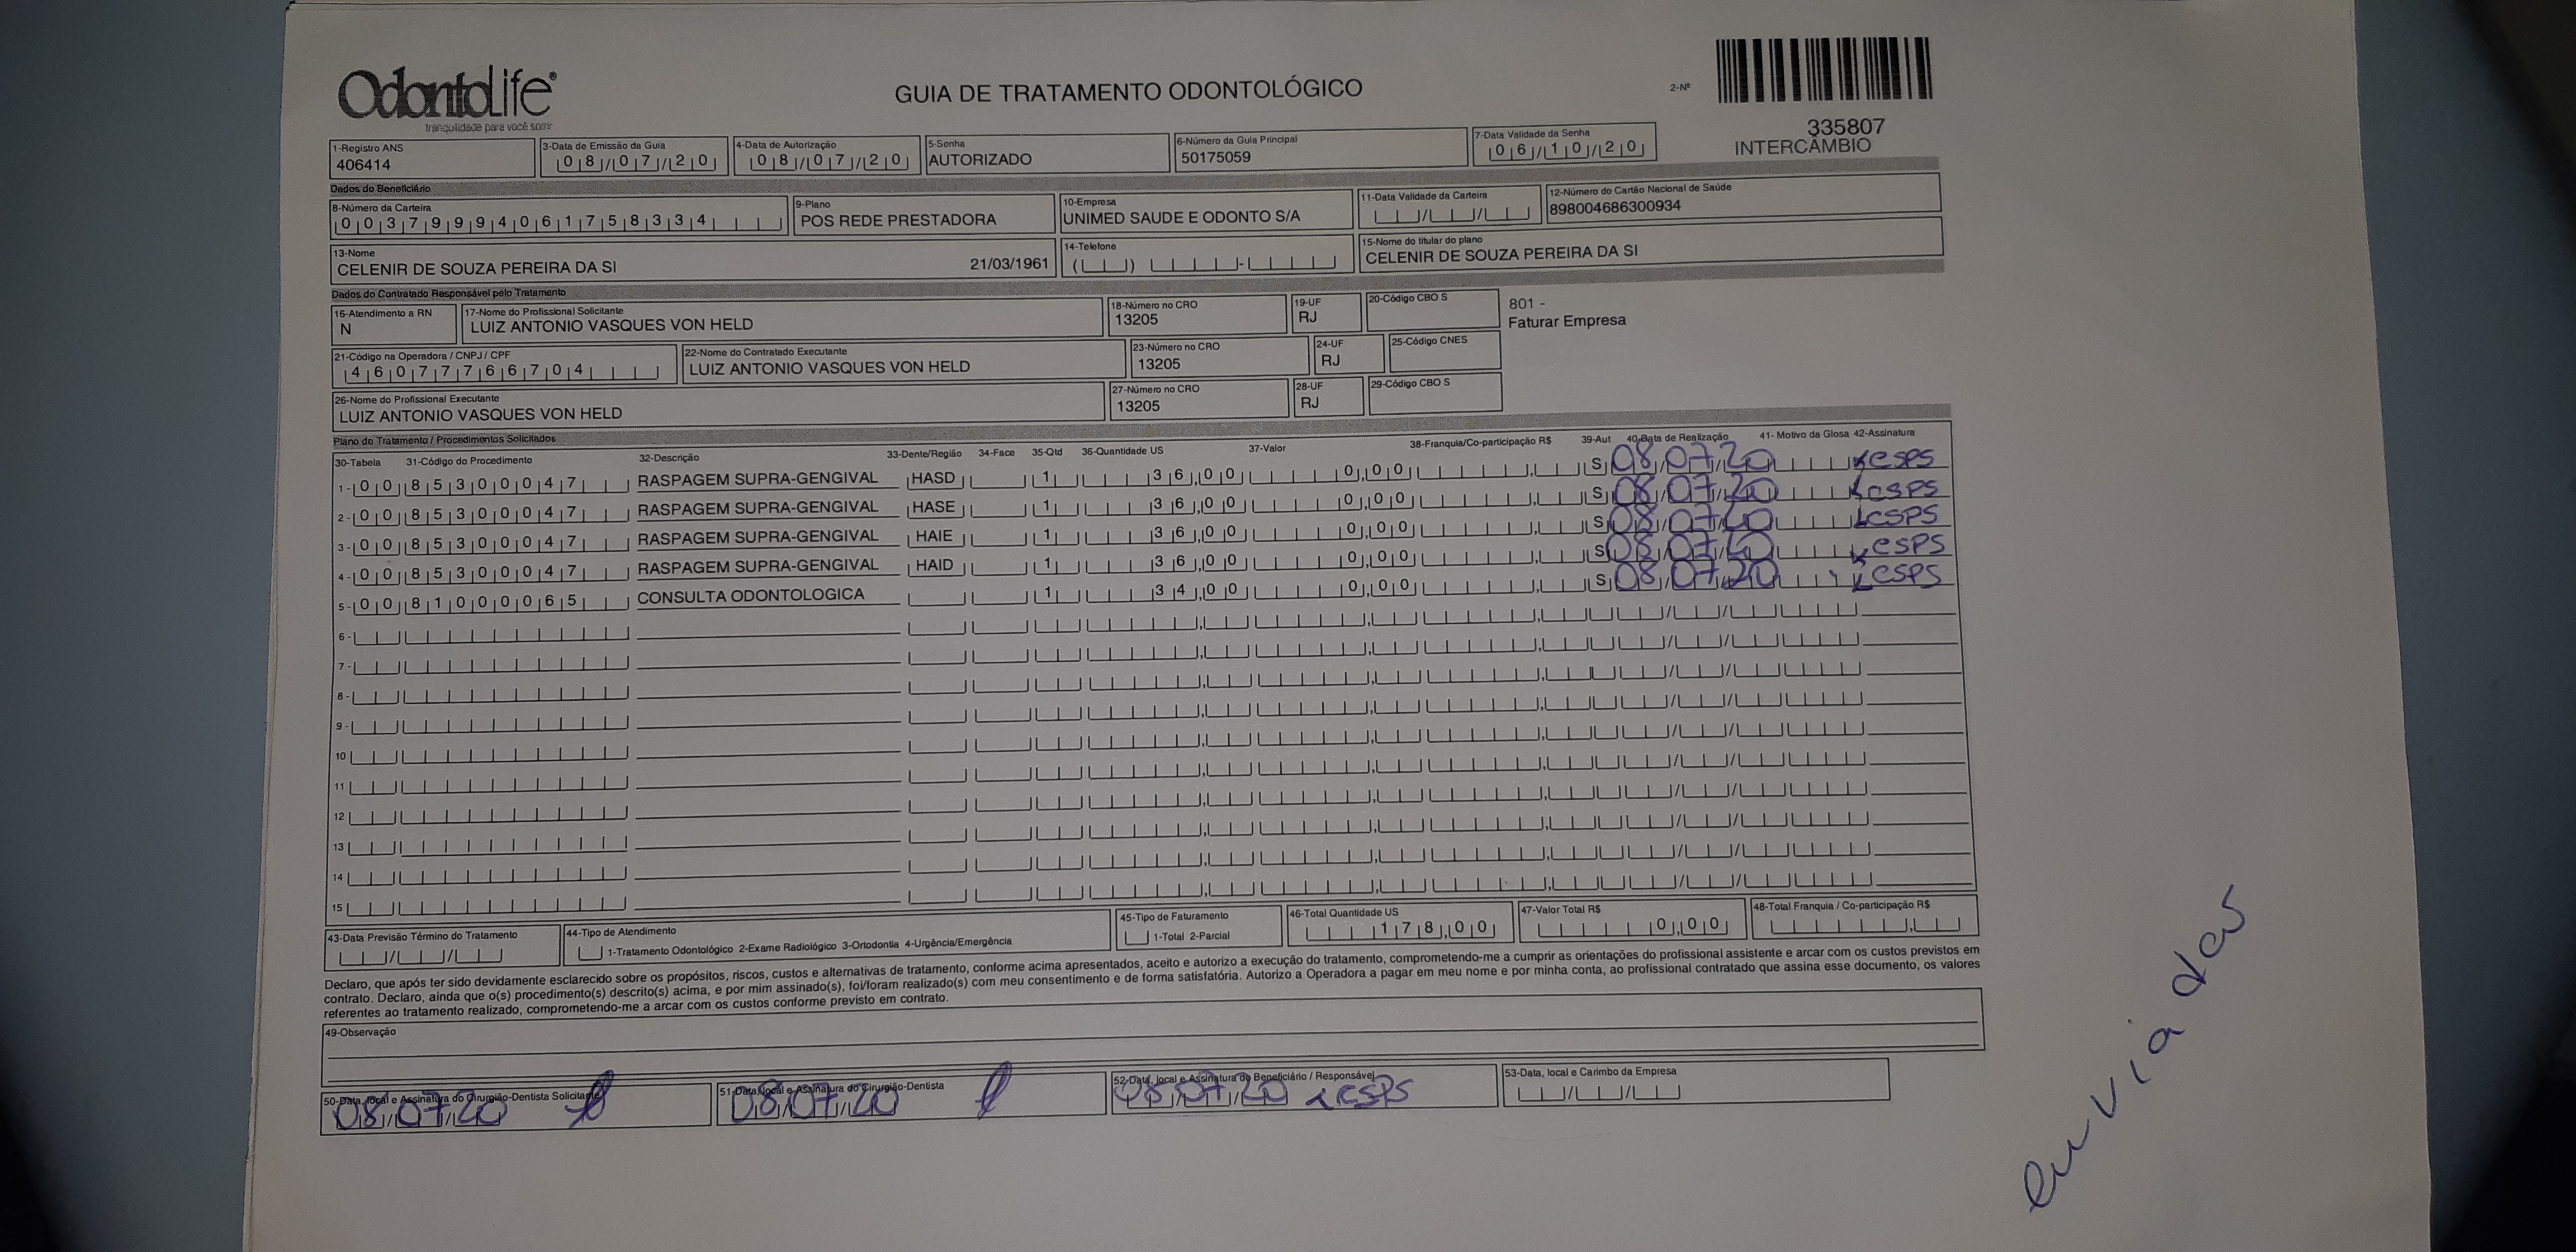 OdontoLife®
tranquilidade para você sorrir
GUIA DE TRATAMENTO ODONTOLÓGICO
2-Nº
335807
INTERCÂMBIO
1-Registro ANS 406414
3-Data de Emissão da Guia 08/07/20
4-Data de Autorização 08/07/20
5-Senha AUTORIZADO
6-Número da Guia Principal 50175059
7-Data Validade da Senha 06/10/20
Dados do Beneficiário
8-Número da Carteira 00379994061758334
9-Plano POS REDE PRESTADORA
10-Empresa UNIMED SAUDE E ODONTO S/A
11-Data Validade da Carteira
12-Número do Cartão Nacional de Saúde 898004686300934
13-Nome CELENIR DE SOUZA PEREIRA DA SI 21/03/1961
14-Telefone
15-Nome do titular do plano CELENIR DE SOUZA PEREIRA DA SI
Dados do Contratado Responsável pelo Tratamento
16-Atendimento a RN N
17-Nome do Profissional Solicitante LUIZ ANTONIO VASQUES VON HELD
18-Número no CRO 13205
19-UF RJ
20-Código CBO S
801 -
Faturar Empresa
21-Código na Operadora / CNPJ / CPF 46077766704
22-Nome do Contratado Executante LUIZ ANTONIO VASQUES VON HELD
23-Número no CRO 13205
24-UF RJ
25-Código CNES
26-Nome do Profissional Executante LUIZ ANTONIO VASQUES VON HELD
27-Número no CRO 13205
28-UF RJ
29-Código CBO S
Plano de Tratamento / Procedimentos Solicitados
30-Tabela 31-Código do Procedimento 32-Descrição 33-Dente/Região 34-Face 35-Qtd 36-Quantidade US 37-Valor 38-Franquia/Co-participação R$ 39-Aut 40-Data de Realização 41- Motivo da Glosa 42-Assinatura
1- 00 85300047 RASPAGEM SUPRA-GENGIVAL HASD 1 36,00 0,00 S 08/07/20 CSPS
2- 00 85300047 RASPAGEM SUPRA-GENGIVAL HASE 1 36,00 0,00 S 08/07/20 CSPS
3- 00 85300047 RASPAGEM SUPRA-GENGIVAL HAIE 1 36,00 0,00 S 08/07/20 CSPS
4- 00 85300047 RASPAGEM SUPRA-GENGIVAL HAID 1 36,00 0,00 S 08/07/20 CSPS
5- 00 81000065 CONSULTA ODONTOLOGICA 1 34,00 0,00 S 08/07/20 CSPS
6-
7-
8-
9-
10
11
12
13
14
15
43-Data Previsão Término do Tratamento
44-Tipo de Atendimento 1-Tratamento Odontológico 2-Exame Radiológico 3-Ortodontia 4-Urgência/Emergência
45-Tipo de Faturamento 1-Total 2-Parcial
46-Total Quantidade US 178,00
47-Valor Total R$ 0,00
48-Total Franquia / Co-participação R$
Declaro, que após ter sido devidamente esclarecido sobre os propósitos, riscos, custos e alternativas de tratamento, conforme acima apresentados, aceito e autorizo a execução do tratamento, comprometendo-me a cumprir as orientações do profissional assistente e arcar com os custos previstos em
contrato. Declaro, ainda que o(s) procedimento(s) descrito(s) acima, e por mim assinado(s), foi/foram realizado(s) com meu consentimento e de forma satisfatória. Autorizo a Operadora a pagar em meu nome e por minha conta, ao profissional contratado que assina esse documento, os valores
referentes ao tratamento realizado, comprometendo-me a arcar com os custos conforme previsto em contrato.
49-Observação
50-Data, local e Assinatura do Cirurgião-Dentista Solicitante 08/07/20
51-Data, local e Assinatura do Cirurgião-Dentista 08/07/20
52-Data, local e Assinatura do Beneficiário / Responsável 08/07/20 CSPS
53-Data, local e Carimbo da Empresa
enviadas